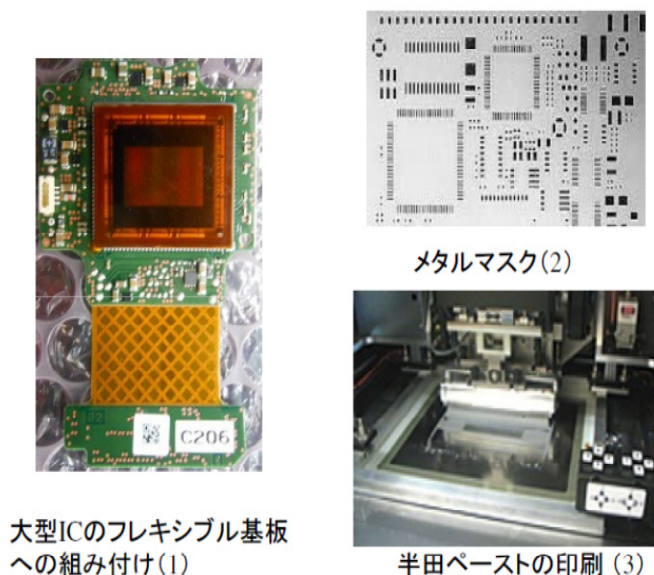 メタルマスク(2)
C206
大型ICのフレキシブル基板
への組み付け(1)
半田ペーストの印刷 (3)